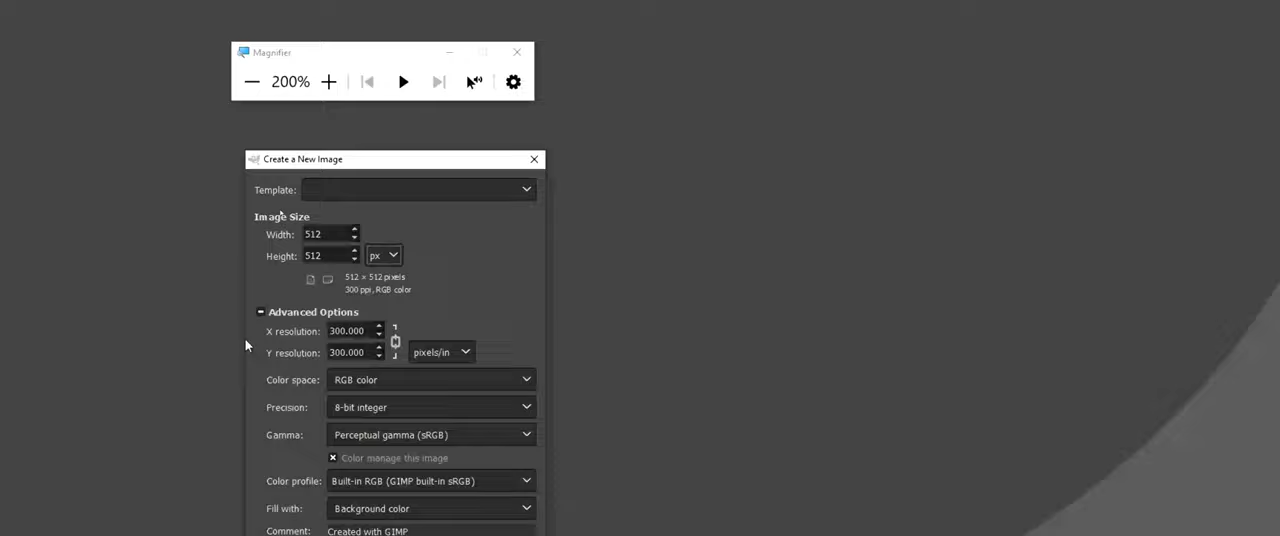 Magnifier
200%
Create a New Image
Template:
Image Size
Width: 512
Height: 512 px
512 × 512 pixels
300 ppi, RGB color
Advanced Options
X resolution: 300.000
Y resolution: 300.000 pixels/in
Color space: RGB color
Precision: 8-bit integer
Gamma: Perceptual gamma (sRGB)
Color manage this image
Color profile: Built-in RGB (GIMP built-in sRGB)
Fill with: Background color
Comment: Created with GIMP